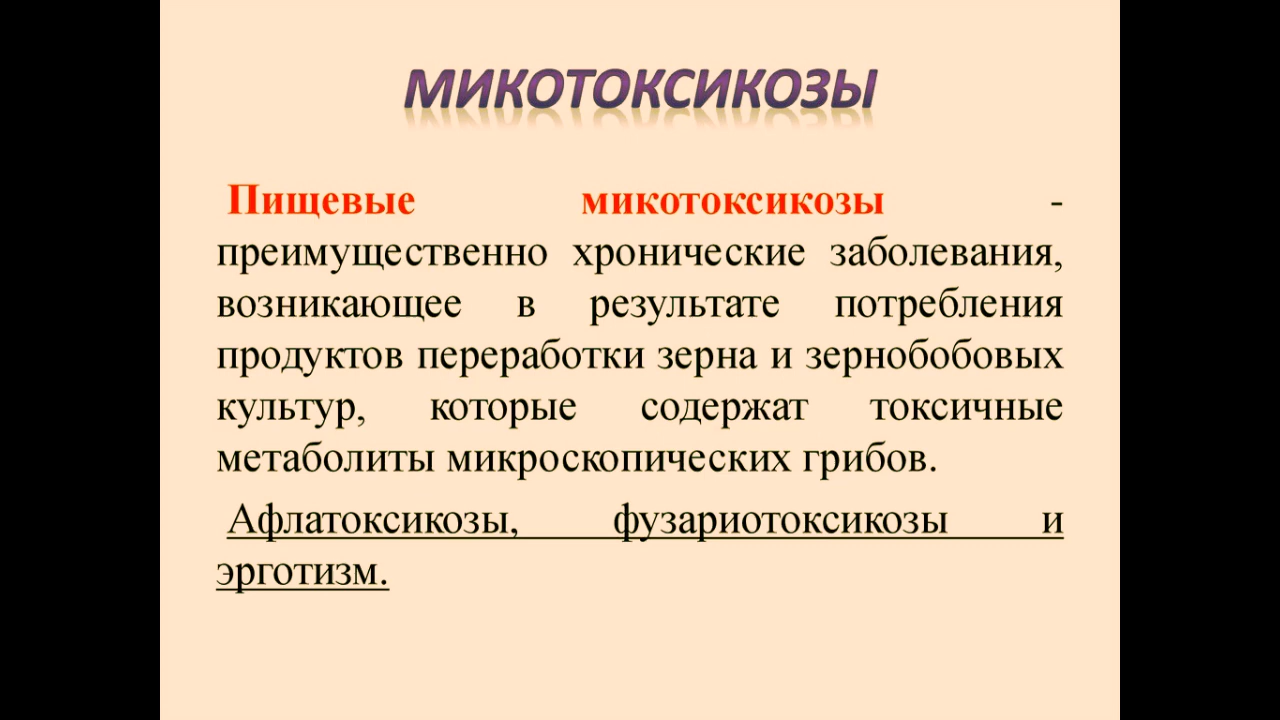 МИКОТОКСИКОЗЫ
Пищевые микотоксикозы -
преимущественно хронические заболевания,
возникающее в результате потребления
продуктов переработки зерна и зернобобовых
культур, которые содержат токсичные
метаболиты микроскопических грибов.
Афлатоксикозы, фузариотоксикозы и
эрготизм.